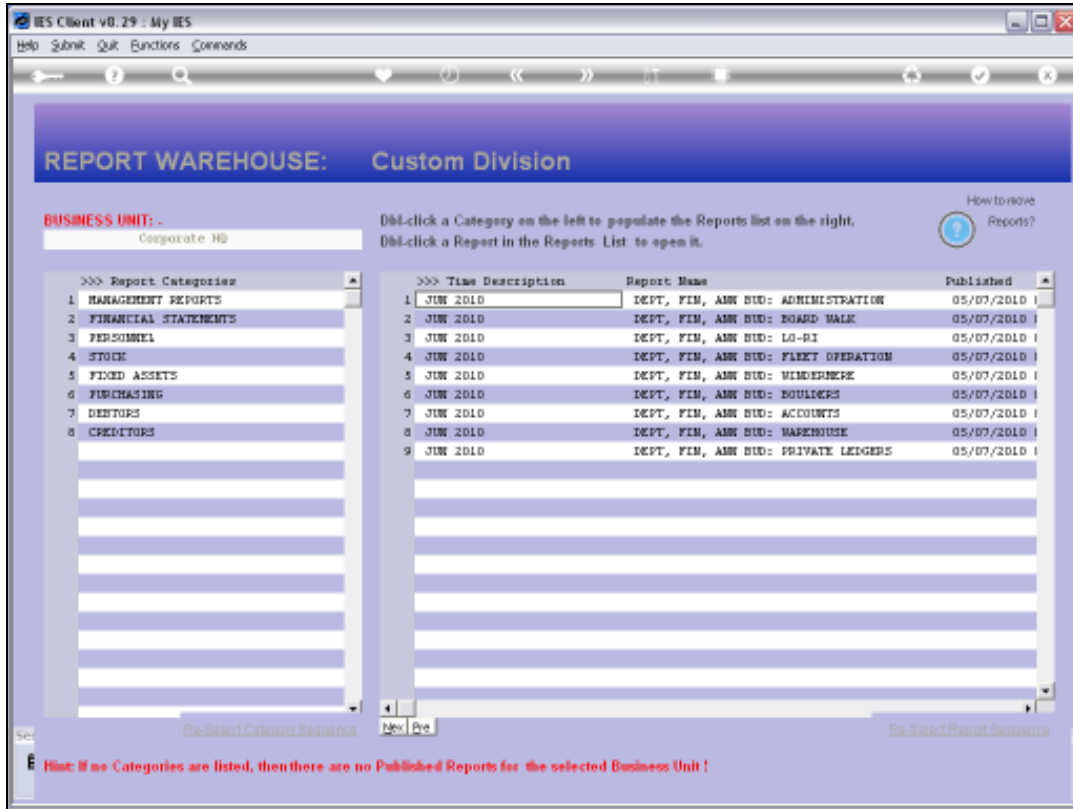 IES Client v8.29 : My IES
Help Submit Quit Functions Commands
REPORT WAREHOUSE: Custom Division
How to move
Reports?
BUSINESS UNIT: -
Corporate HQ
Dbl-click a Category on the left to populate the Reports list on the right.
Dbl-click a Report in the Reports List to open it.
>>> Report Categories
1 MANAGEMENT REPORTS
2 FINANCIAL STATEMENTS
3 PERSONNEL
4 STOCK
5 FIXED ASSETS
6 PURCHASING
7 DEBTORS
8 CREDITORS
>>> Time Description Report Name Published
1 JUN 2010 DEPT, FIN, ANN BUD: ADMINISTRATION 05/07/2010
2 JUN 2010 DEPT, FIN, ANN BUD: BOARD WALK 05/07/2010
3 JUN 2010 DEPT, FIN, ANN BUD: LO-RI 05/07/2010
4 JUN 2010 DEPT, FIN, ANN BUD: FLEET OPERATION 05/07/2010
5 JUN 2010 DEPT, FIN, ANN BUD: WINDERMERE 05/07/2010
6 JUN 2010 DEPT, FIN, ANN BUD: BOULDERS 05/07/2010
7 JUN 2010 DEPT, FIN, ANN BUD: ACCOUNTS 05/07/2010
8 JUN 2010 DEPT, FIN, ANN BUD: WAREHOUSE 05/07/2010
9 JUN 2010 DEPT, FIN, ANN BUD: PRIVATE LEDGERS 05/07/2010
Re-Select Category Sequence
Nex Pre
Re-Select Report Sequence
Hint: If no Categories are listed, then there are no Published Reports for the selected Business Unit !